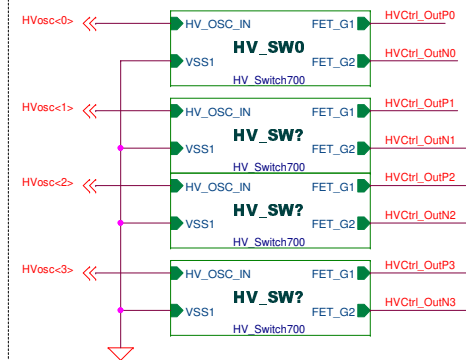 HVosc<0> HV_OSC_IN FET_G1 HVCtrl_OutP0
HV_SW0
VSS1 FET_G2 HVCtrl_OutN0
HV_Switch700
HVosc<1> HV_OSC_IN FET_G1 HVCtrl_OutP1
HV_SW?
VSS1 FET_G2 HVCtrl_OutN1
HV_Switch700
HVosc<2> HV_OSC_IN FET_G1 HVCtrl_OutP2
HV_SW?
VSS1 FET_G2 HVCtrl_OutN2
HV_Switch700
HVosc<3> HV_OSC_IN FET_G1 HVCtrl_OutP3
HV_SW?
VSS1 FET_G2 HVCtrl_OutN3
HV_Switch700